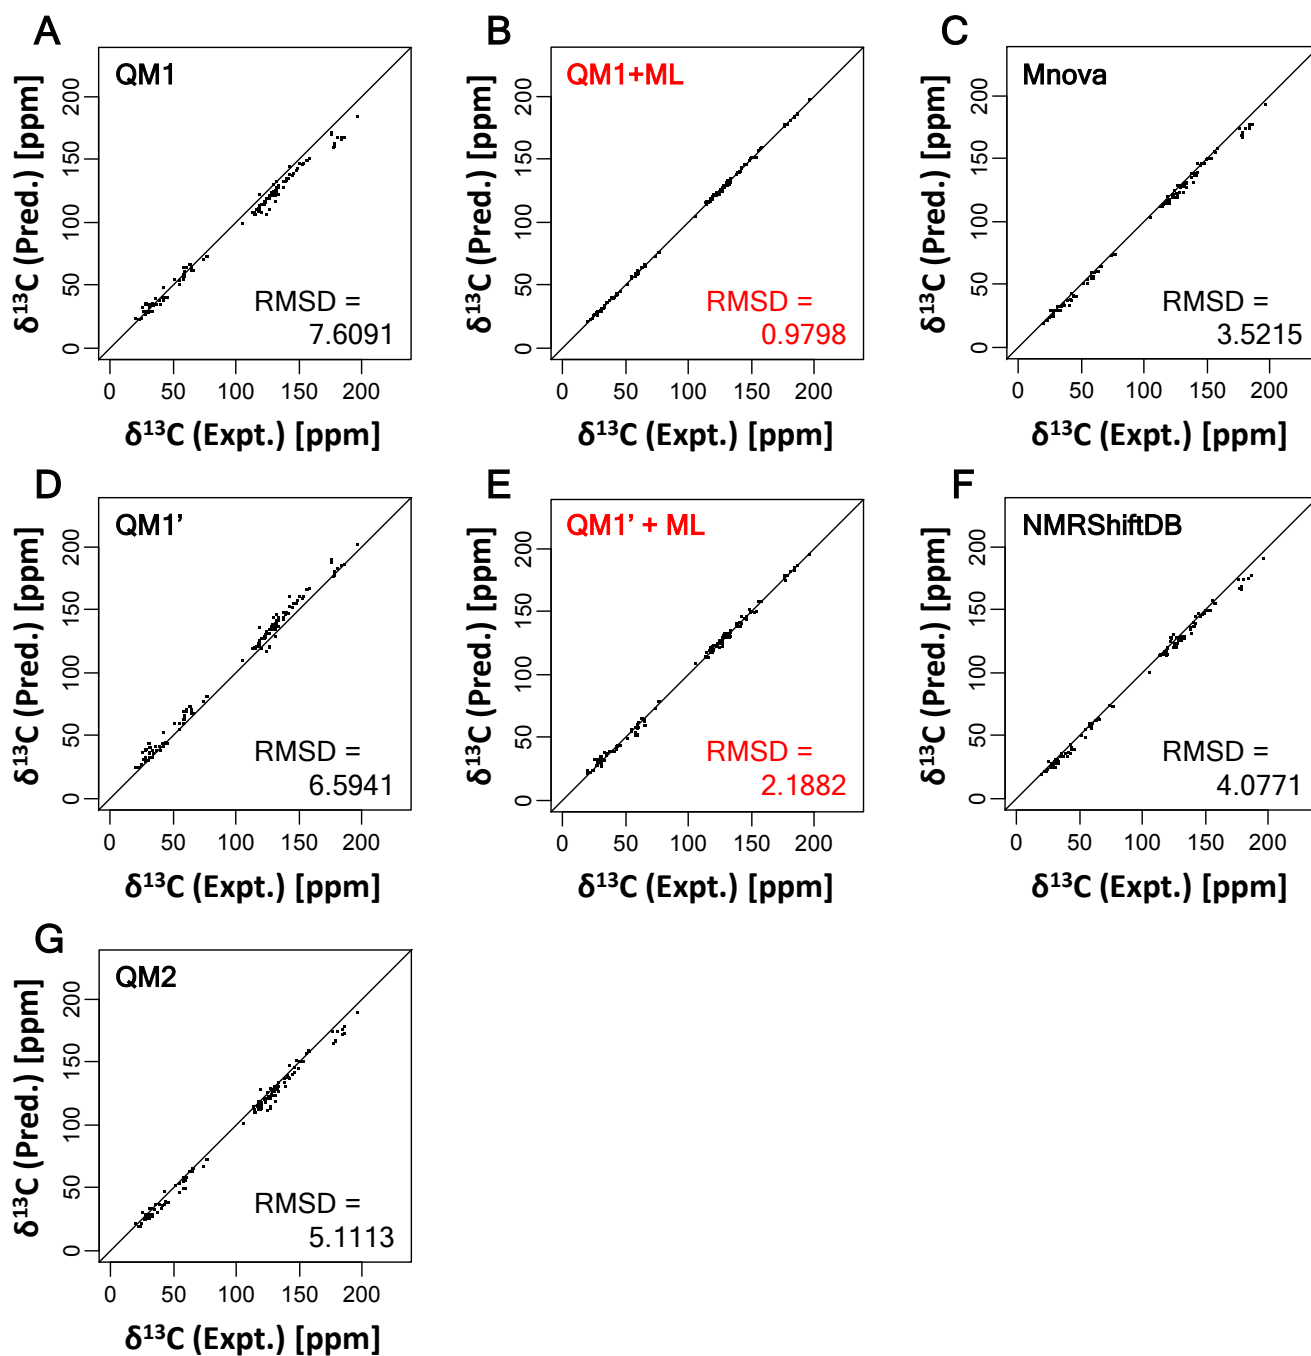 A
QM1
δ¹³C (Pred.) [ppm]
200
150
100
50
0
RMSD =
7.6091
0 50 100 150 200
δ¹³C (Expt.) [ppm]
B
QM1+ML
δ¹³C (Pred.) [ppm]
200
150
100
50
0
RMSD =
0.9798
0 50 100 150 200
δ¹³C (Expt.) [ppm]
C
Mnova
δ¹³C (Pred.) [ppm]
200
150
100
50
0
RMSD =
3.5215
0 50 100 150 200
δ¹³C (Expt.) [ppm]
D
QM1’
δ¹³C (Pred.) [ppm]
200
150
100
50
0
RMSD =
6.5941
0 50 100 150 200
δ¹³C (Expt.) [ppm]
E
QM1’ + ML
δ¹³C (Pred.) [ppm]
200
150
100
50
0
RMSD =
2.1882
0 50 100 150 200
δ¹³C (Expt.) [ppm]
F
NMRShiftDB
δ¹³C (Pred.) [ppm]
200
150
100
50
0
RMSD =
4.0771
0 50 100 150 200
δ¹³C (Expt.) [ppm]
G
QM2
δ¹³C (Pred.) [ppm]
200
150
100
50
0
RMSD =
5.1113
0 50 100 150 200
δ¹³C (Expt.) [ppm]